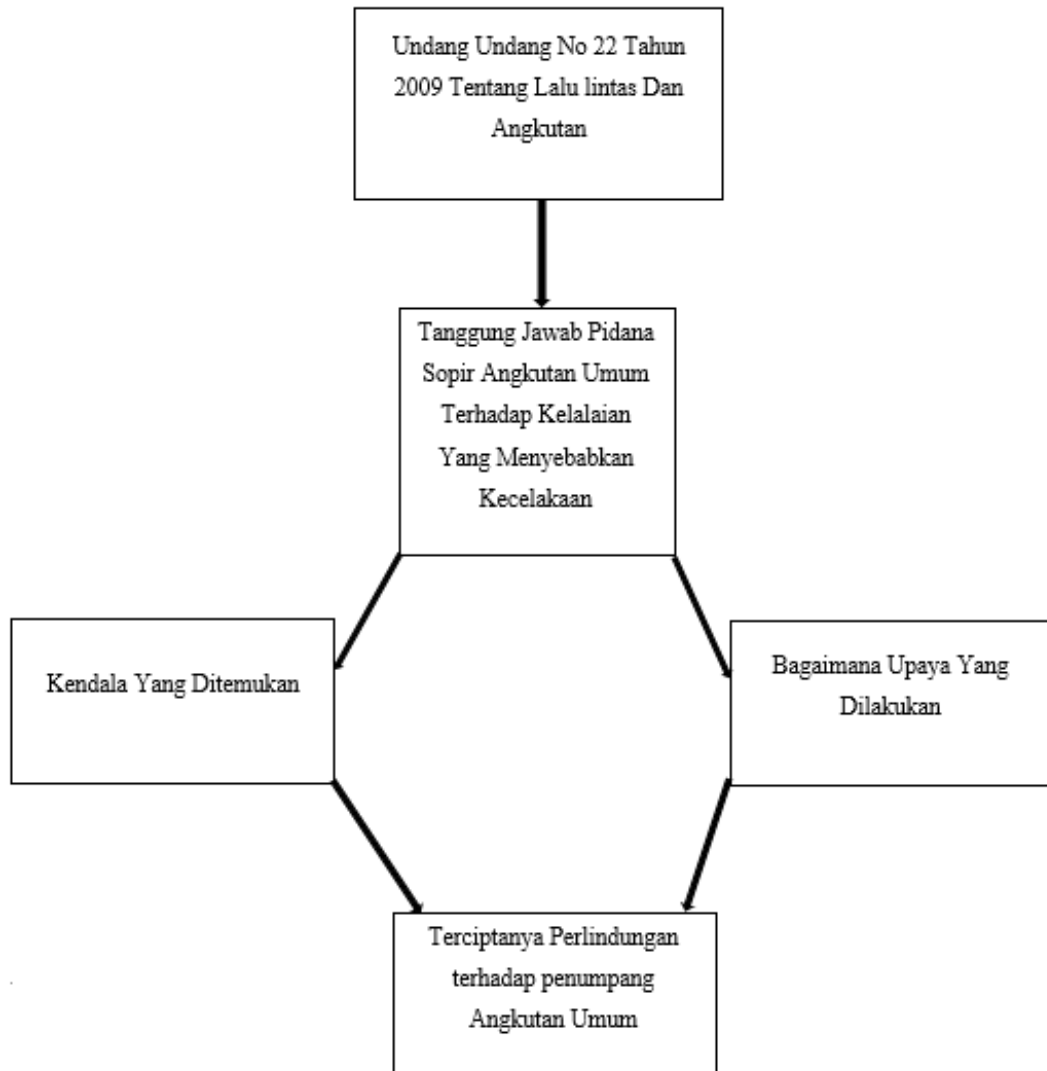 Undang Undang No 22 Tahun
2009 Tentang Lalu lintas Dan
Angkutan
Tanggung Jawab Pidana
Sopir Angkutan Umum
Terhadap Kelalaian
Yang Menyebabkan
Kecelakaan
Kendala Yang Ditemukan
Bagaimana Upaya Yang
Dilakukan
Terciptanya Perlindungan
terhadap penumpang
Angkutan Umum